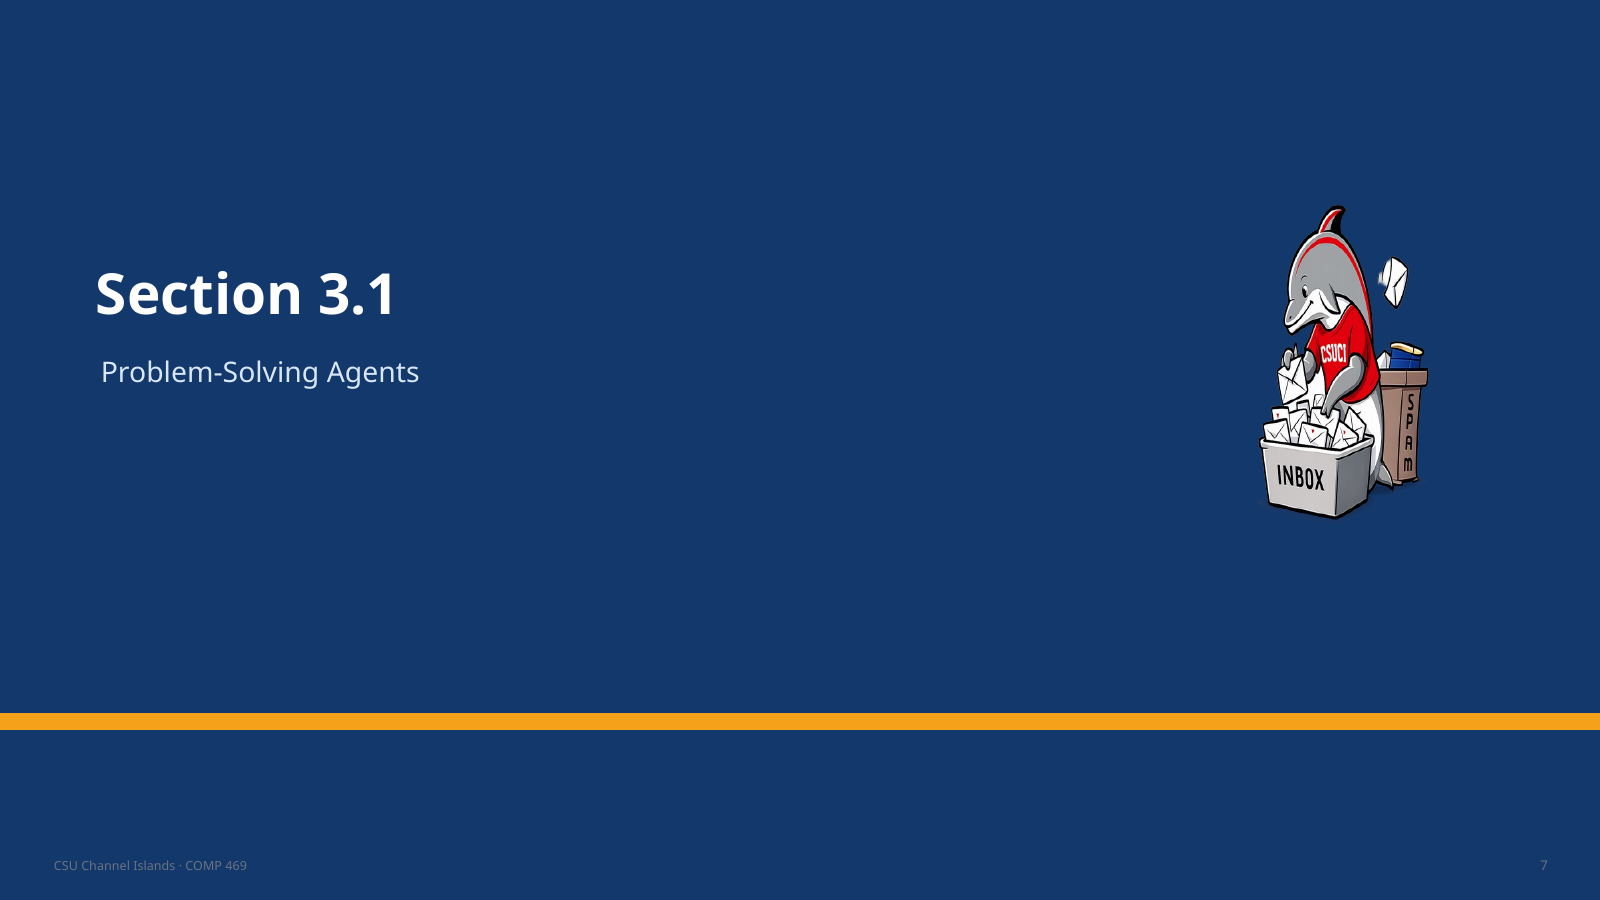 Section 3.1
Problem-Solving Agents
CSUCI
SPAm
INBOX
CSU Channel Islands · COMP 469
7